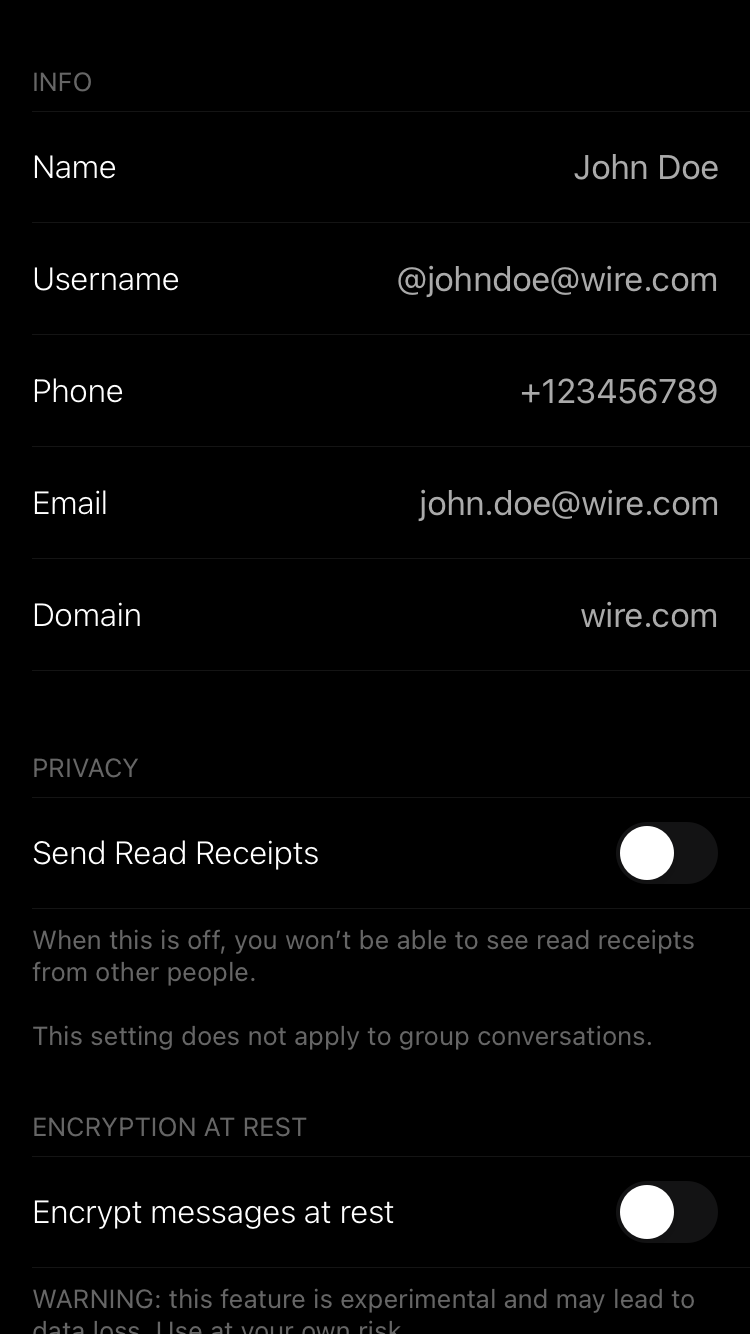 INFO
Name John Doe
Username @johndoe@wire.com
Phone +123456789
Email john.doe@wire.com
Domain wire.com
PRIVACY
Send Read Receipts
When this is off, you won’t be able to see read receipts
from other people.
This setting does not apply to group conversations.
ENCRYPTION AT REST
Encrypt messages at rest
WARNING: this feature is experimental and may lead to
data loss. Use at your own risk.